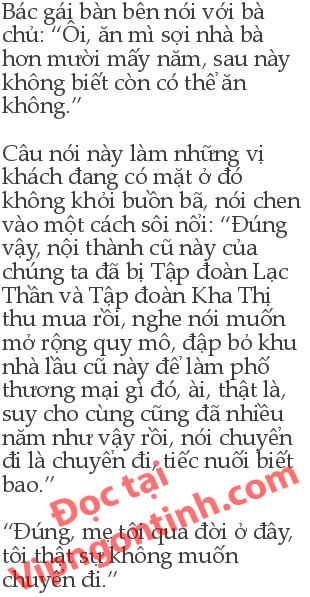 Bác gái bàn bên nói với bà
chủ: “Ôi, ăn mì sợi nhà bà
hơn mười mấy năm, sau này
không biết còn có thể ăn
không.”
Câu nói này làm những vị
khách đang có mặt ở đó
không khỏi buồn bã, nói chen
vào một cách sôi nổi: “Đúng
vậy, nội thành cũ này của
chúng ta đã bị Tập đoàn Lạc
Thần và Tập đoàn Kha Thị
thu mua rồi, nghe nói muốn
mở rộng quy mô, đập bỏ khu
nhà lầu cũ này để làm phố
thương mại gì đó, ài, thật là,
suy cho cùng cũng đã nhiều
năm như vậy rồi, nói chuyển
đi là chuyển đi, tiếc nuối biết
bao.”
“Đúng, mẹ tôi qua đời ở đây,
tôi thật sự không muốn
chuyển đi.”
Đọc tại
Vipngontinh.com